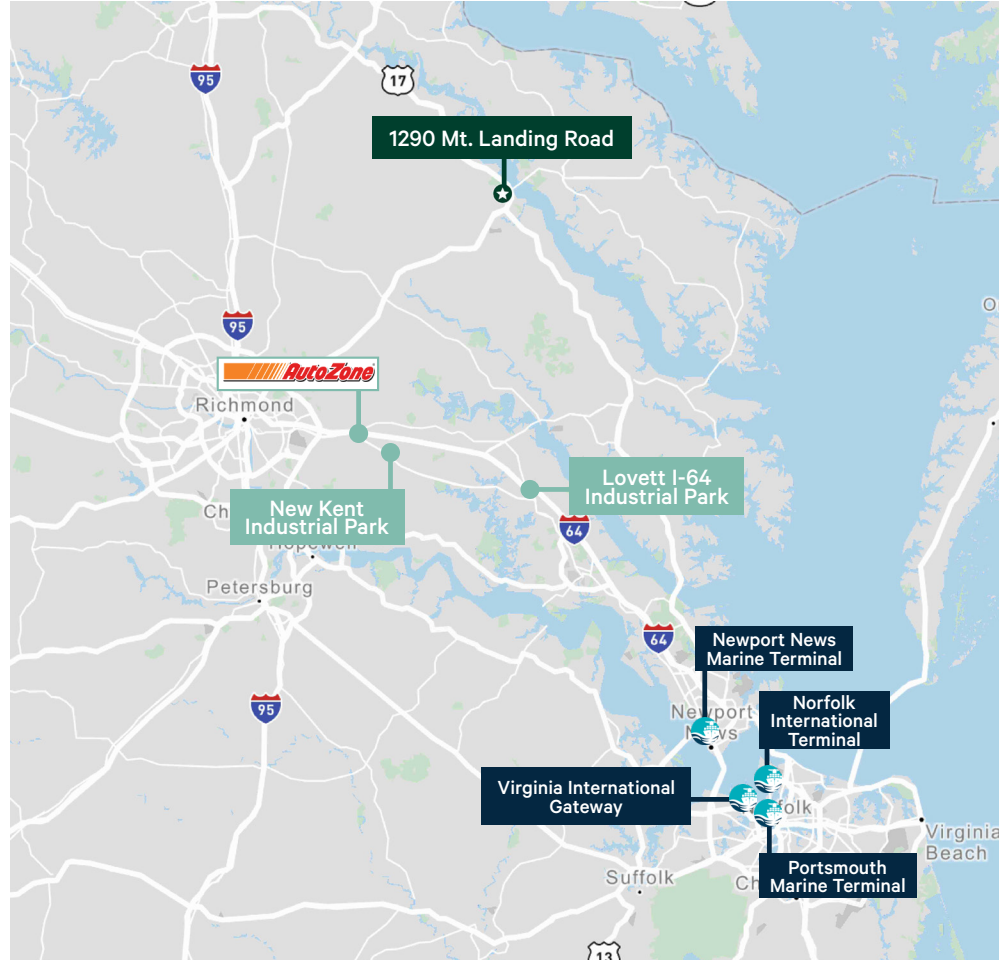 95
17
1290 Mt. Landing Road
95
AutoZone
Richmond
Lovett I-64
Industrial Park
New Kent
Industrial Park
64
Petersburg
64
Newport News
Marine Terminal
95
Norfolk
International
Terminal
Newport
Virginia International
Gateway
Virginia
Beach
Portsmouth
Marine Terminal
Suffolk
13